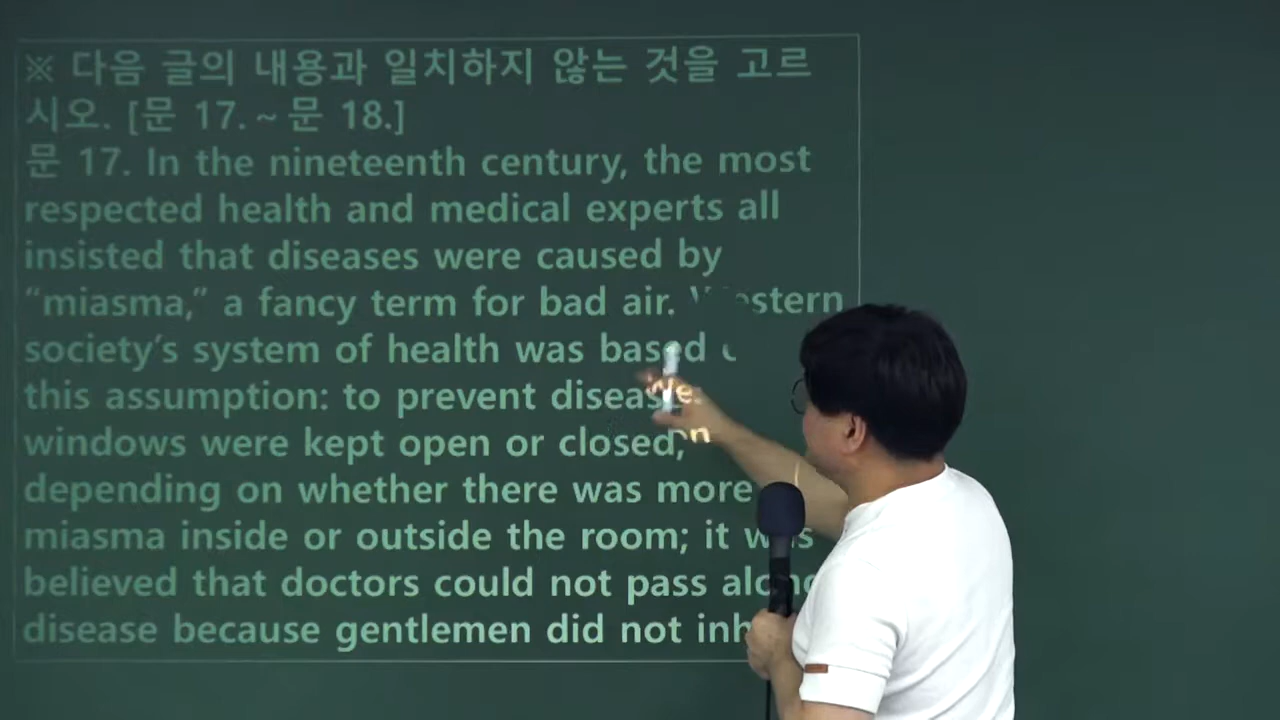 ※ 다음 글의 내용과 일치하지 않는 것을 고르
시오. [문 17. ~ 문 18.]
문 17. In the nineteenth century, the most
respected health and medical experts all
insisted that diseases were caused by
“miasma,” a fancy term for bad air. Western
society’s system of health was based
this assumption: to prevent
windows were kept open or closed,
depending on whether there was more
miasma inside or outside the room; it was
believed that doctors could not pass along
disease because gentlemen did not